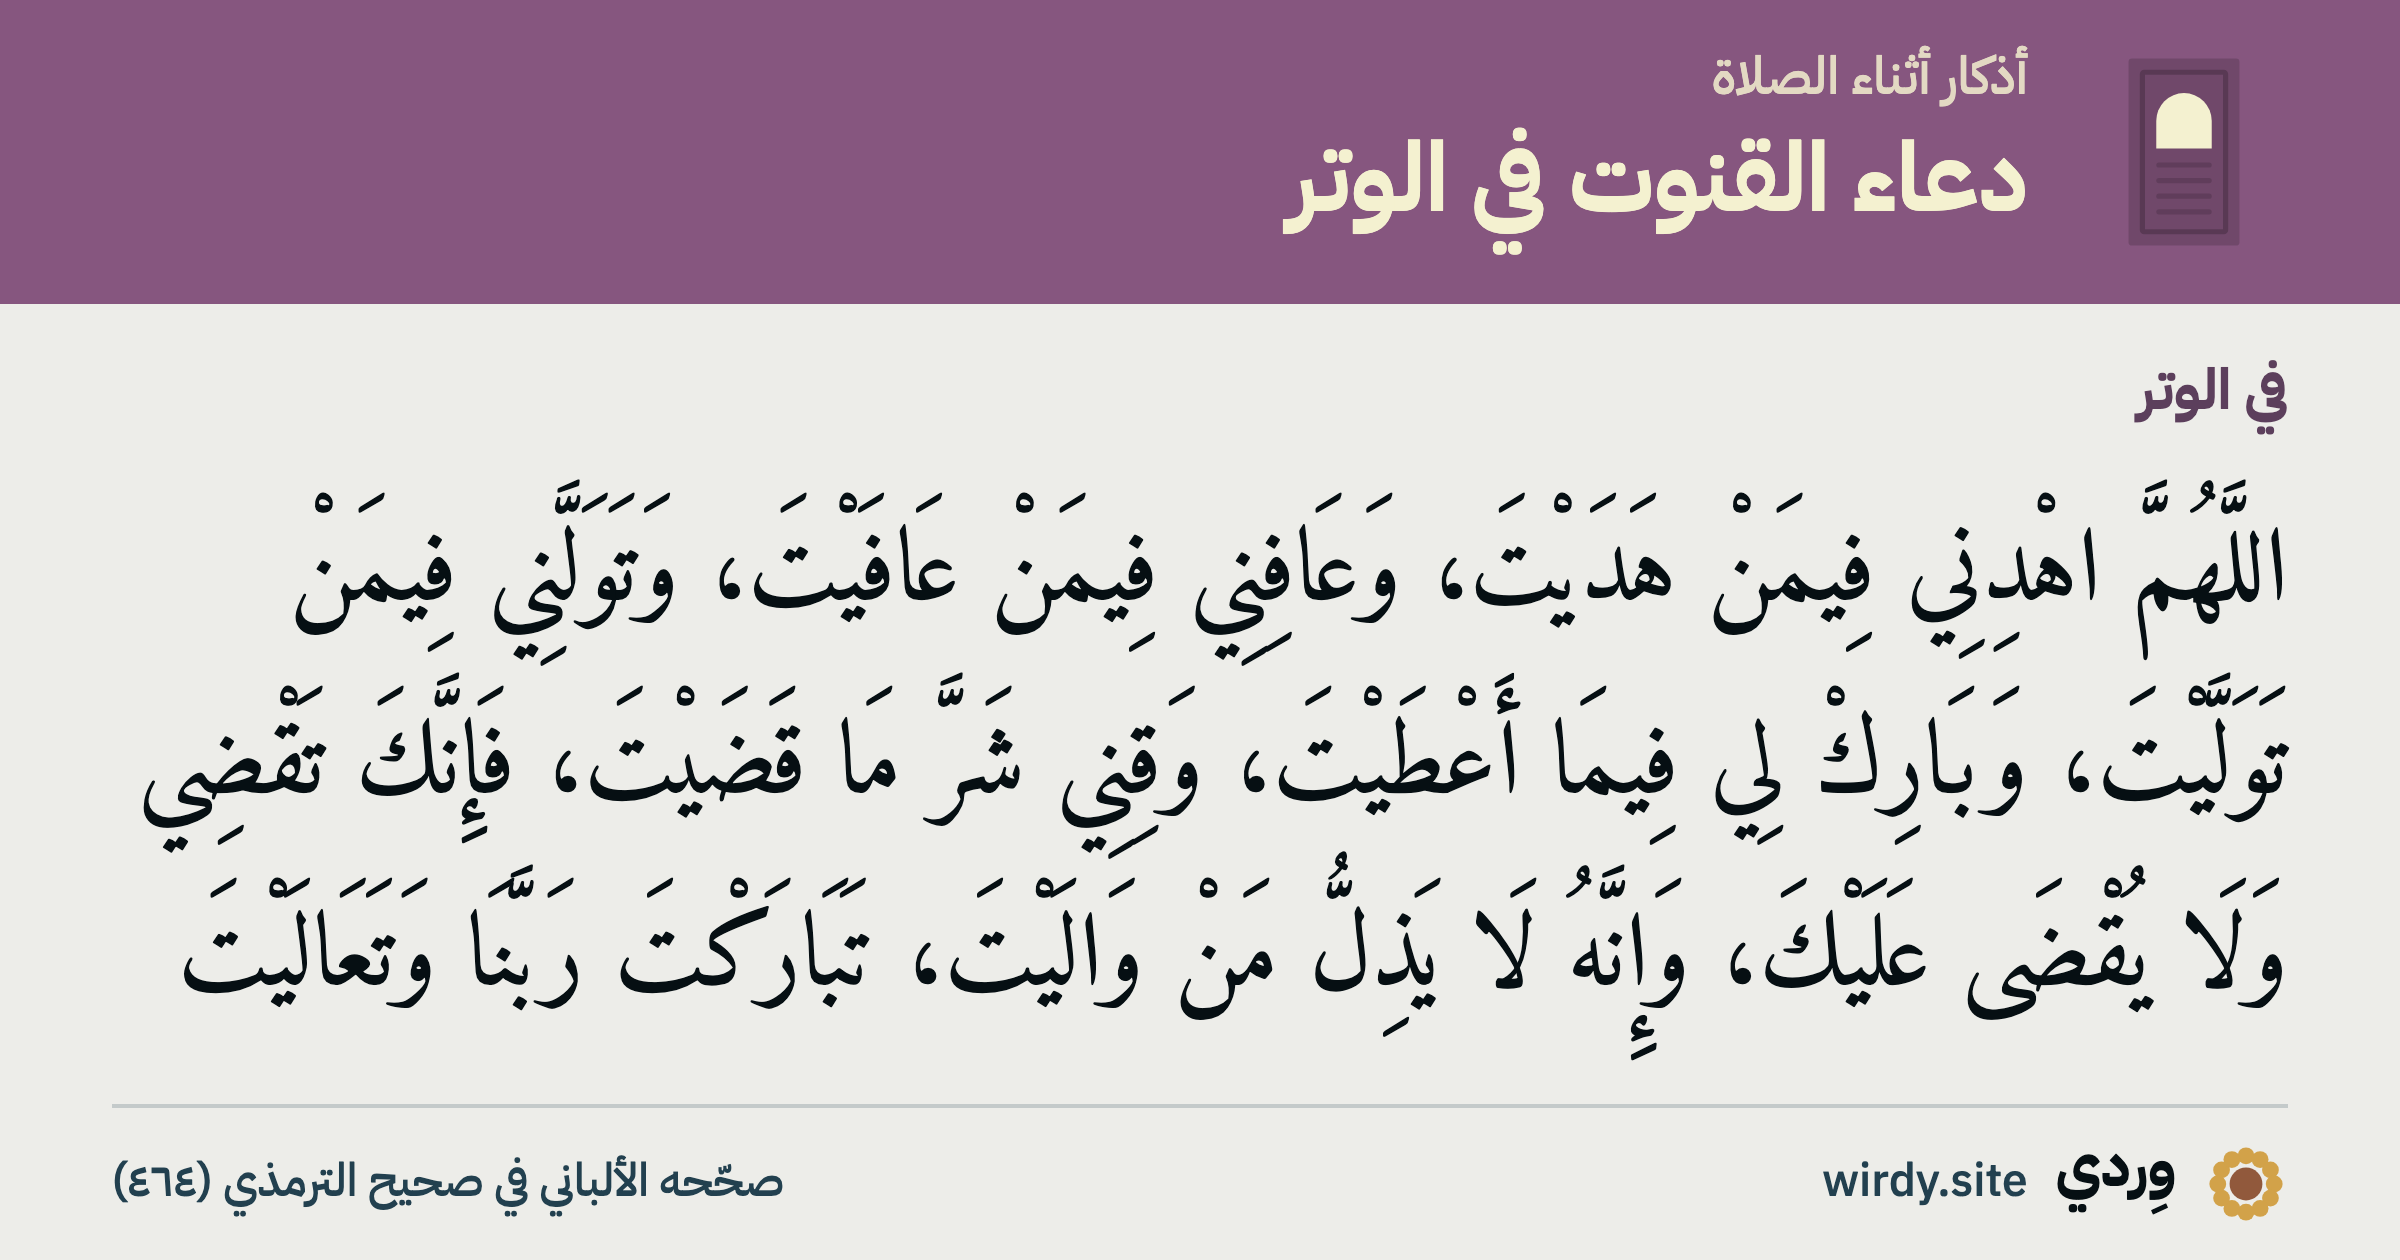 أذكار أثناء الصلاة
دعاء القنوت في الوتر
في الوتر
اللَّهُمَّ اهْدِنِي فِيمَنْ هَدَيْتَ، وَعَافِنِي فِيمَنْ عَافَيْتَ، وَتَوَلَّنِي فِيمَنْ
تَوَلَّيْتَ، وَبَارِكْ لِي فِيمَا أَعْطَيْتَ، وَقِنِي شَرَّ مَا قَضَيْتَ، فَإِنَّكَ تَقْضِي
وَلَا يُقْضَى عَلَيْكَ، وَإِنَّهُ لَا يَذِلُّ مَنْ وَالَيْتَ، تَبَارَكْتَ رَبَّنَا وَتَعَالَيْتَ
وِردي wirdy.site
صحّحه الألباني في صحيح الترمذي (٤٦٤)